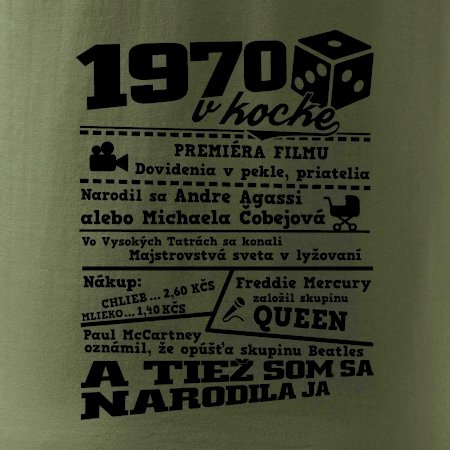 1970
v kocke
PREMIÉRA FILMU
Dovidenia v pekle, priatelia
Narodil sa Andre Agassi
alebo Michaela Čobejová
Vo Vysokých Tatrách sa konali
Majstrovstvá sveta v lyžovaní
Nákup:
CHLIEB... 2,60 KČS
MLIEKO... 1,40 KČS
Freddie Mercury
založil skupinu
QUEEN
Paul McCartney
oznámil, že opúšťa skupinu Beatles
A TIEŽ SOM SA
NARODILA JA